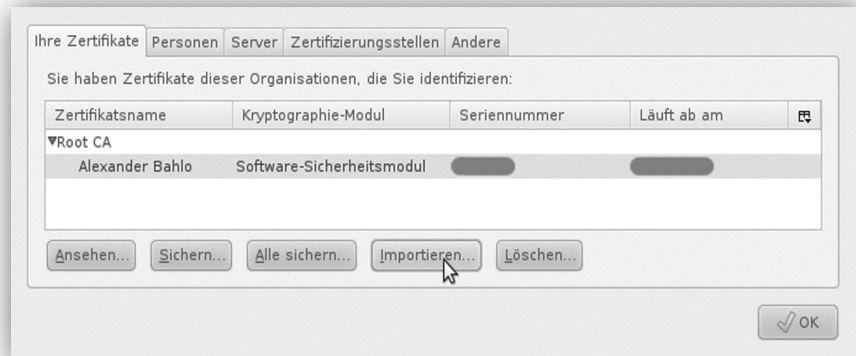 Ihre Zertifikate Personen Server Zertifizierungsstellen Andere
Sie haben Zertifikate dieser Organisationen, die Sie identifizieren:
Zertifikatsname Kryptographie-Modul Seriennummer Läuft ab am
Root CA
Alexander Bahlo Software-Sicherheitsmodul
Ansehen... Sichern... Alle sichern... Importieren... Löschen...
OK